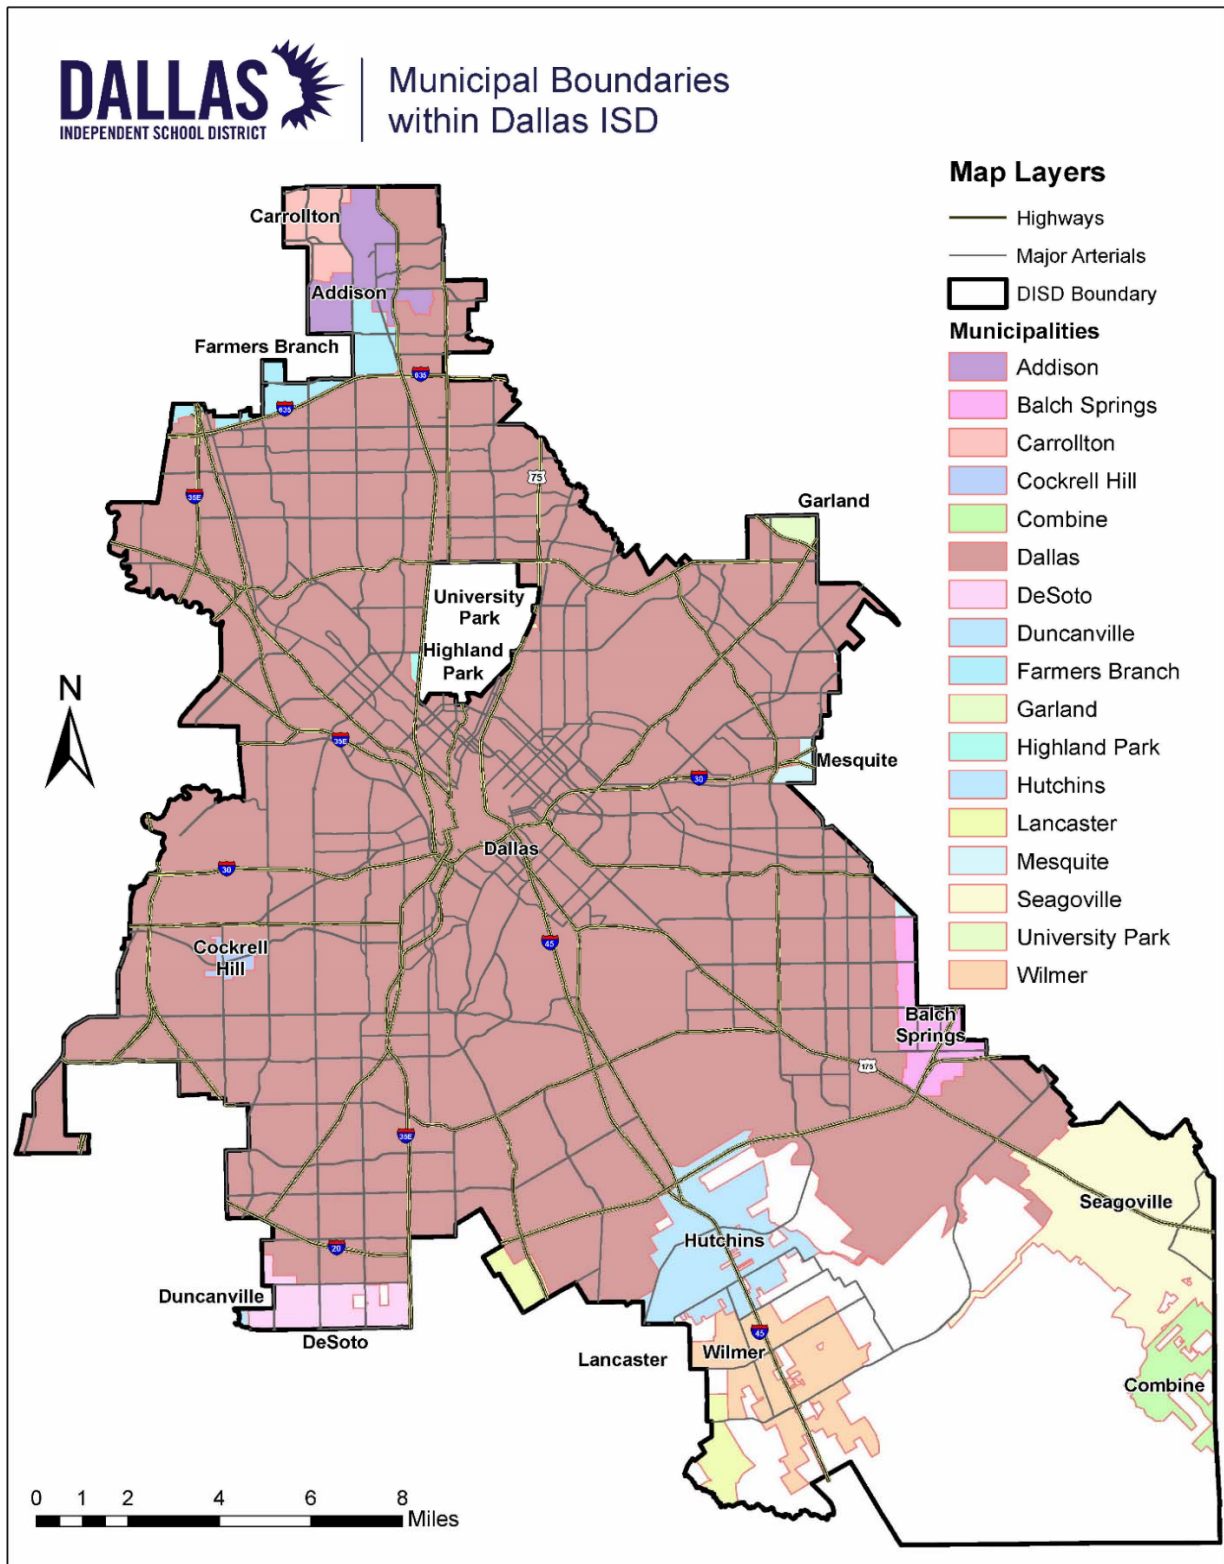 DALLAS
INDEPENDENT SCHOOL DISTRICT
Municipal Boundaries
within Dallas ISD
Map Layers
Highways
Major Arterials
DISD Boundary
Municipalities
Addison
Balch Springs
Carrollton
Cockrell Hill
Combine
Dallas
DeSoto
Duncanville
Farmers Branch
Garland
Highland Park
Hutchins
Lancaster
Mesquite
Seagoville
University Park
Wilmer
Carrollton
Addison
Farmers Branch
635
635
35E
75
Garland
University
Park
Highland
Park
N
35E
Mesquite
30
Dallas
30
Cockrell
Hill
45
Balch
Springs
175
35E
Seagoville
Hutchins
20
Duncanville
DeSoto
45
Lancaster
Wilmer
Combine
0 1 2 4 6 8
Miles